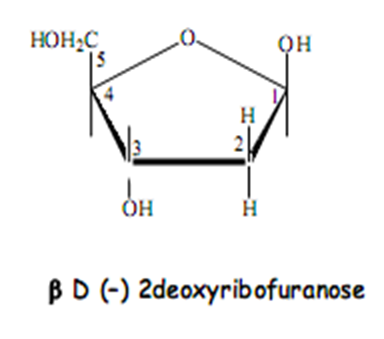 HOH₂C
O
OH
5
4
1
H
3
2
OH
H
β D (-) 2deoxyribofuranose